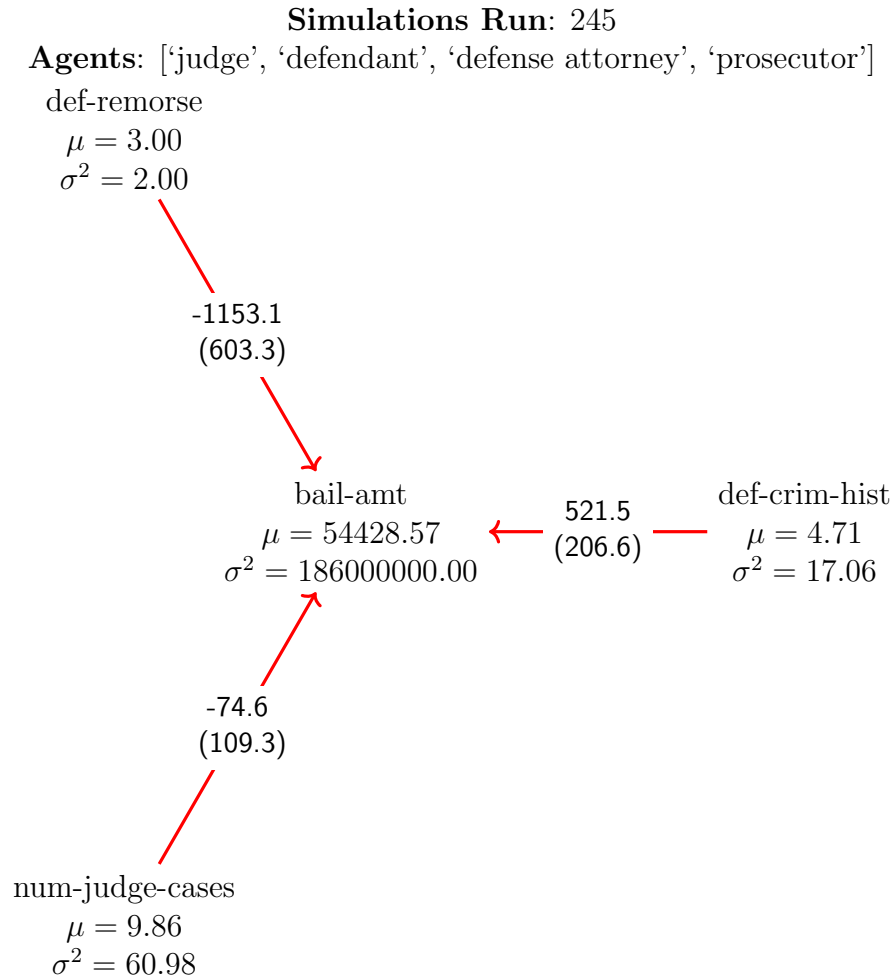 Simulations Run: 245
Agents: [‘judge’, ‘defendant’, ‘defense attorney’, ‘prosecutor’]
def-remorse
μ = 3.00
σ² = 2.00
-1153.1
(603.3)
bail-amt
μ = 54428.57
σ² = 186000000.00
521.5
(206.6)
def-crim-hist
μ = 4.71
σ² = 17.06
-74.6
(109.3)
num-judge-cases
μ = 9.86
σ² = 60.98